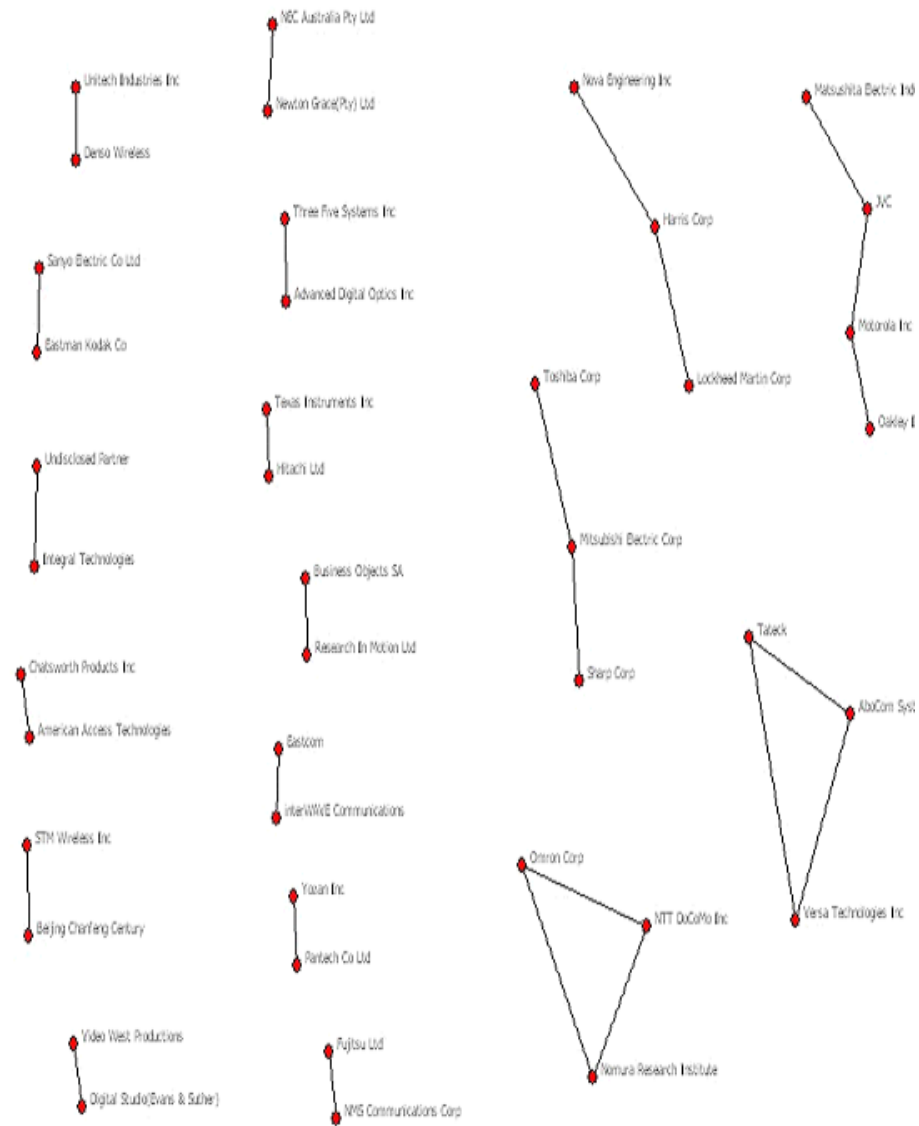 NEC Australia Pty Ltd
Newton Grace(Pty) Ltd
Unitech Industries Inc
Denso Wireless
Three Five Systems Inc
Advanced Digital Optics Inc
Sanyo Electric Co Ltd
Eastman Kodak Co
Texas Instruments Inc
Hitachi Ltd
Undisclosed Partner
Integral Technologies
Business Objects SA
Research In Motion Ltd
Chatsworth Products Inc
American Access Technologies
Eastcom
interWAVE Communications
STM Wireless Inc
Beijing Chanfeng Century
Yozan Inc
Pantech Co Ltd
Video West Productions
Digital Studio(Evans & Suther)
Fujitsu Ltd
NMS Communications Corp
Nova Engineering Inc
Harris Corp
Lockheed Martin Corp
Matsushita Electric Ind
JVC
Motorola Inc
Oakley
Toshiba Corp
Mitsubishi Electric Corp
Sharp Corp
Tateck
AboCom Syst
Versa Technologies Inc
Omron Corp
NTT DoCoMo Inc
Nomura Research Institute